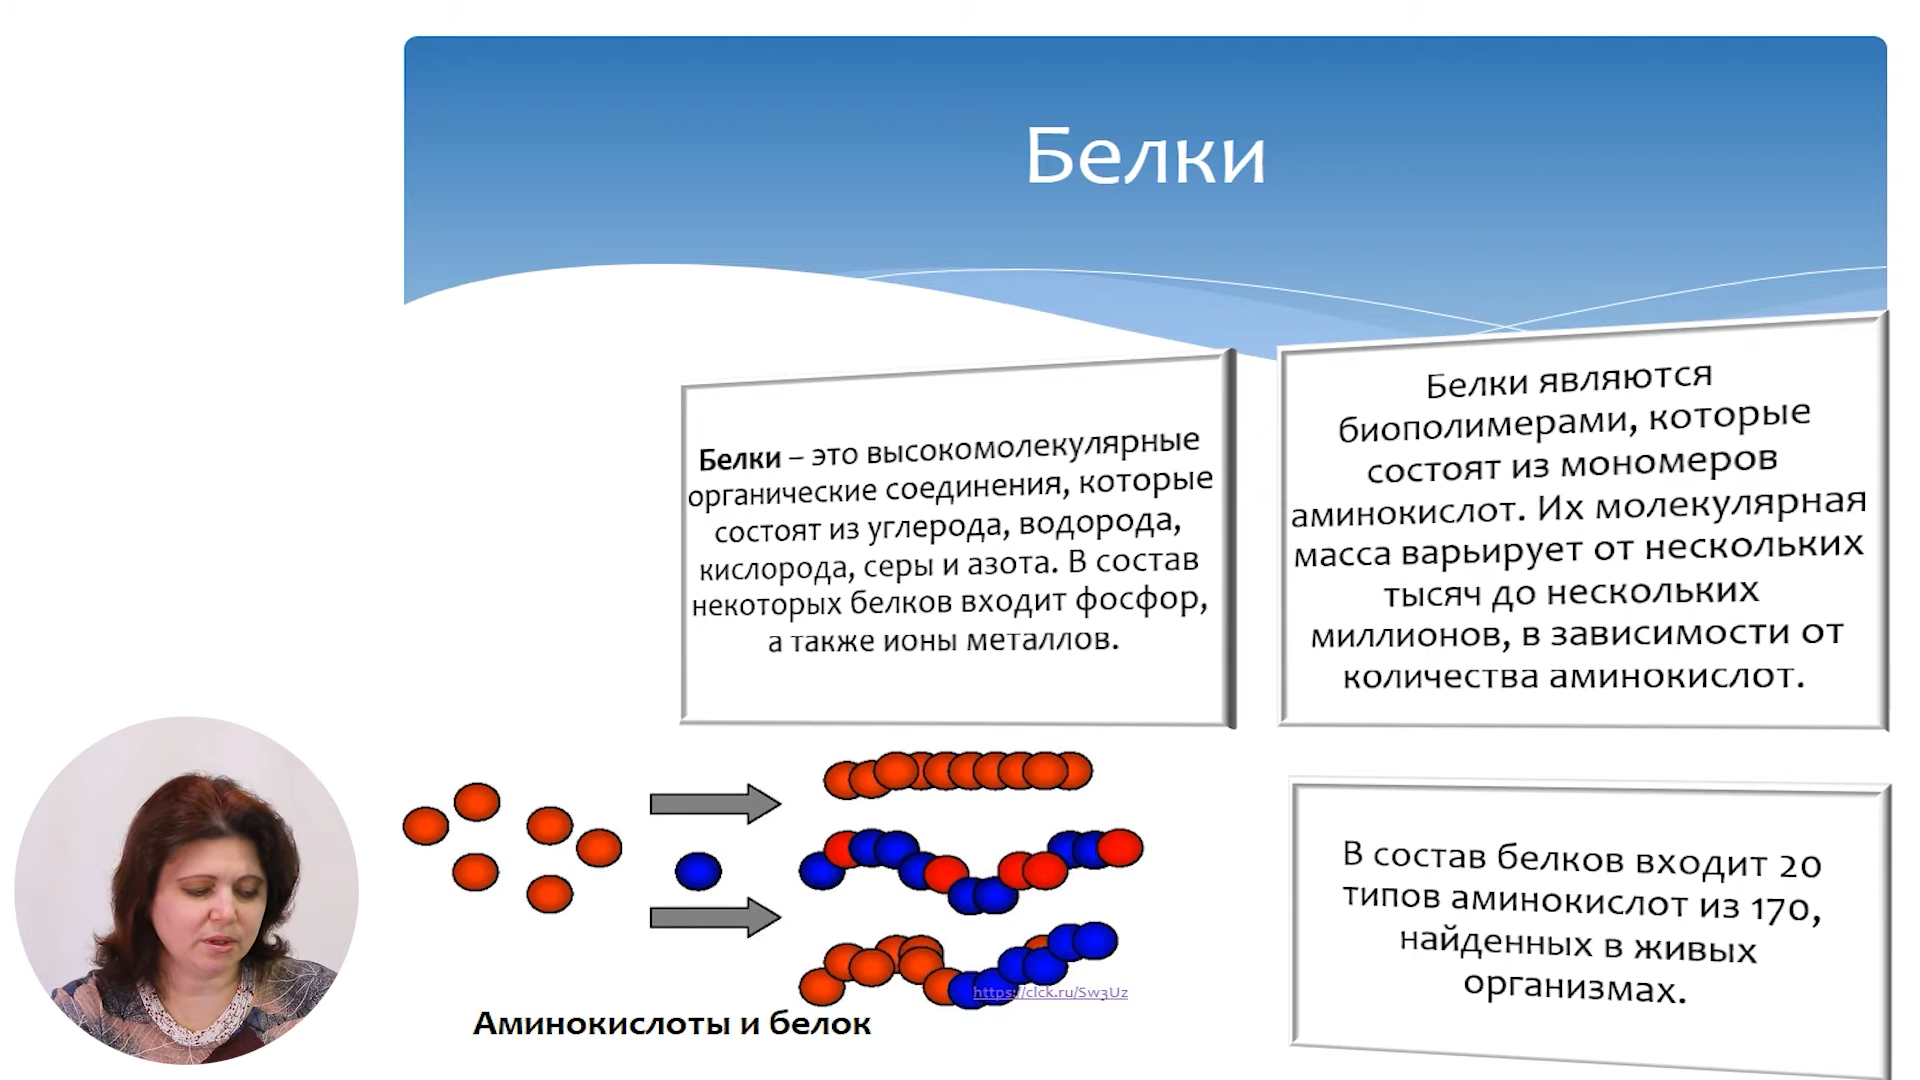 Белки
Белки – это высокомолекулярные
органические соединения, которые
состоят из углерода, водорода,
кислорода, серы и азота. В состав
некоторых белков входит фосфор,
а также ионы металлов.
Белки являются
биополимерами, которые
состоят из мономеров
аминокислот. Их молекулярная
масса варьирует от нескольких
тысяч до нескольких
миллионов, в зависимости от
количества аминокислот.
В состав белков входит 20
типов аминокислот из 170,
найденных в живых
организмах.
https://clck.ru/Sw3Uz
Аминокислоты и белок